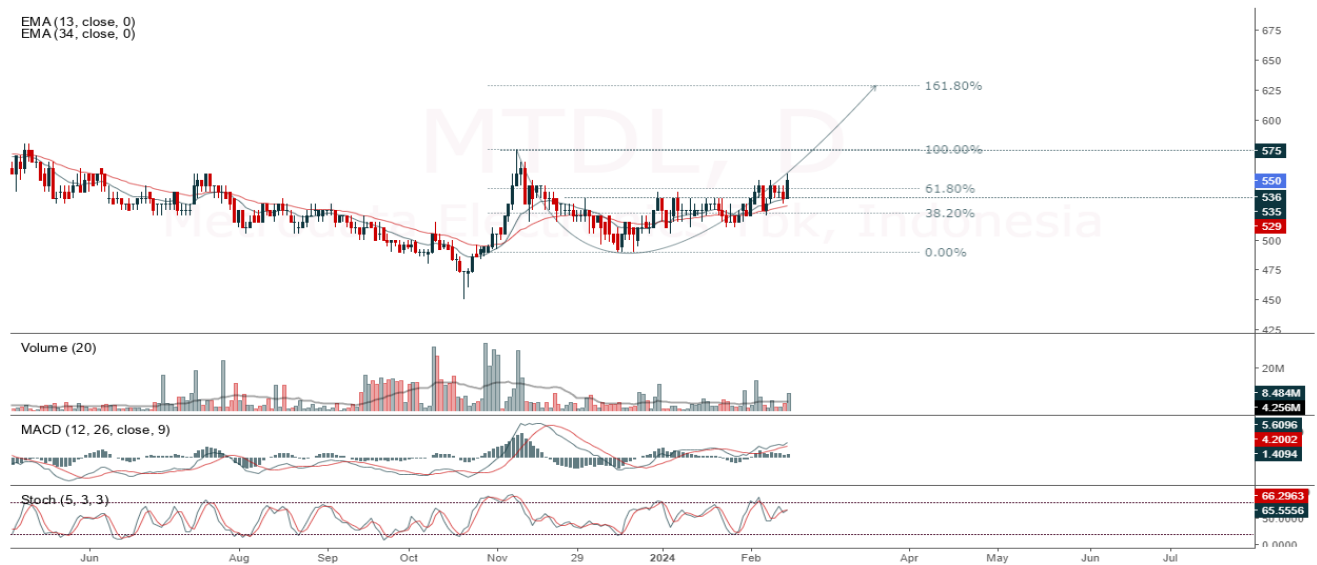 EMA (13, close, 0)
EMA (34, close, 0)
MTDL, D
Indonesia
675
650
625
600
575
550
536
535
529
500
475
450
425
161.80%
100.00%
61.80%
38.20%
0.00%
Volume (20)
20M
8.484M
4.256M
MACD (12, 26, close, 9)
5.6096
4.2002
1.4094
Stoch (5, 3, 3)
66.2963
65.5556
50.0000
0.0000
Jun Aug Sep Oct Nov 29 2024 Feb Apr May Jun Jul